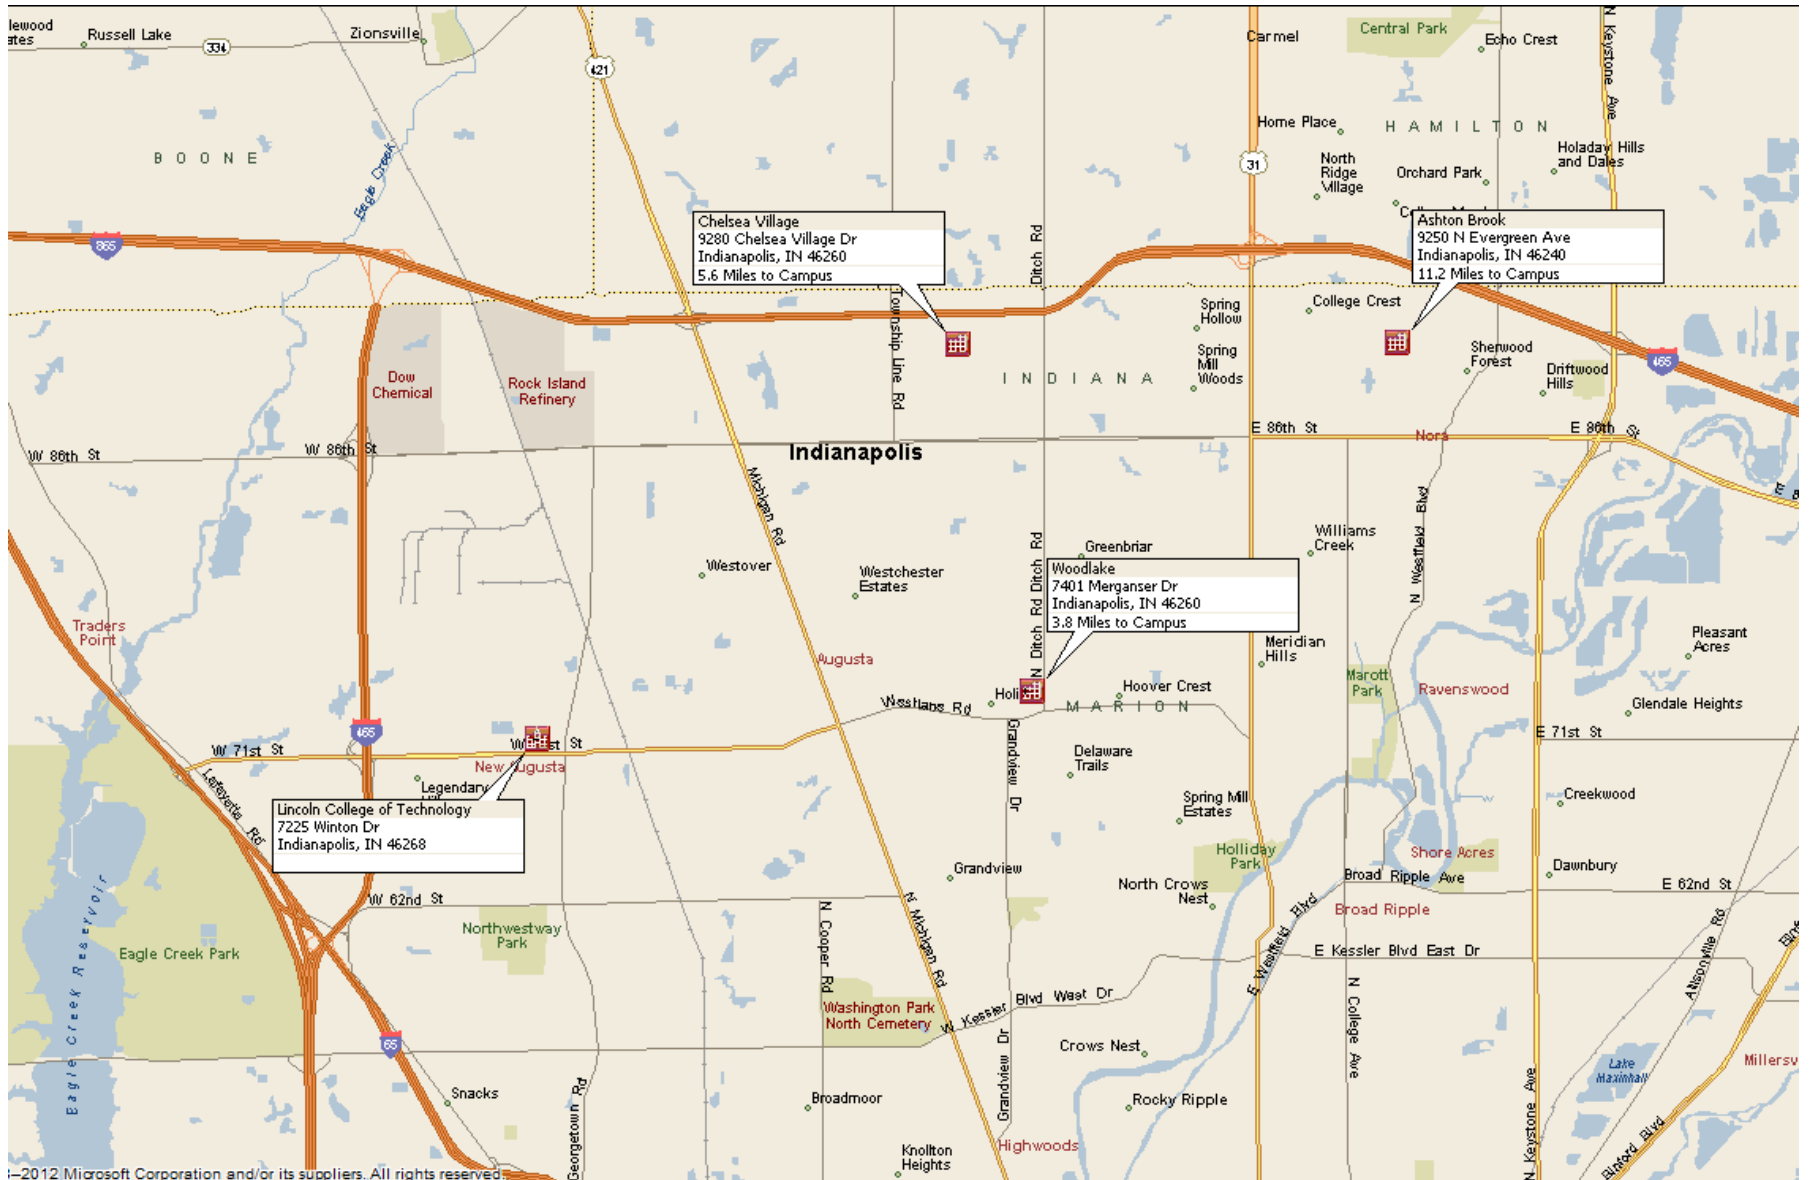 lewood
ates
Russell Lake
334
Zionsville
421
Carmel
Central Park
Echo Crest
N Keystone Ave
BOONE
Eagle Creek
Home Place
HAMILTON
31
North
Ridge
Village
Holaday Hills
and Dales
Orchard Park
865
Chelsea Village
9280 Chelsea Village Dr
Indianapolis, IN 46260
5.6 Miles to Campus
Ditch Rd
Ashton Brook
9250 N Evergreen Ave
Indianapolis, IN 46240
11.2 Miles to Campus
Township Line Rd
Spring
Hollow
College Crest
Spring
Mill
Woods
Sherwood
Forest
465
Driftwood
Hills
Dow
Chemical
Rock Island
Refinery
INDIANA
W 86th St
W 86th St
Indianapolis
E 86th St
Nora
E 86th St
Michigan Rd
N Westfield Blvd
Williams
Creek
Westover
Westchester
Estates
Ditch Rd
Ditch Rd
N Ditch Rd
Greenbriar
Woodlake
7401 Merganser Dr
Indianapolis, IN 46260
3.8 Miles to Campus
Traders
Point
Augusta
Meridian
Hills
Pleasant
Acres
Marott
Park
Ravenswood
Hoover Crest
Westlane Rd
MARION
Glendale Heights
465
W 71st St
New Augusta
Grandview Dr
Delaware
Trails
E 71st St
Lafayette Rd
Legendary
Lincoln College of Technology
7225 Winton Dr
Indianapolis, IN 46268
Spring Mill
Estates
Creekwood
Holliday
Park
Shore Acres
Grandview
Dawnbury
North Crows
Nest
Broad Ripple Ave
E 62nd St
W 62nd St
N Cooper Rd
N Michigan Rd
Broad Ripple
E Westfield Blvd
Eagle Creek Reservoir
Eagle Creek Park
Northwestway
Park
E Kessler Blvd East Dr
Allisonville Rd
Washington Park
North Cemetery
W Kessler Blvd West Dr
N College Ave
65
Crows Nest
Grandview Dr
Lake
Maxinhall
Millersv
Snacks
Georgetown Rd
Broadmoor
Rocky Ripple
N Keystone Ave
Binford Blvd
Highwoods
Knollton
Heights
–2012 Microsoft Corporation and/or its suppliers. All rights reserved.